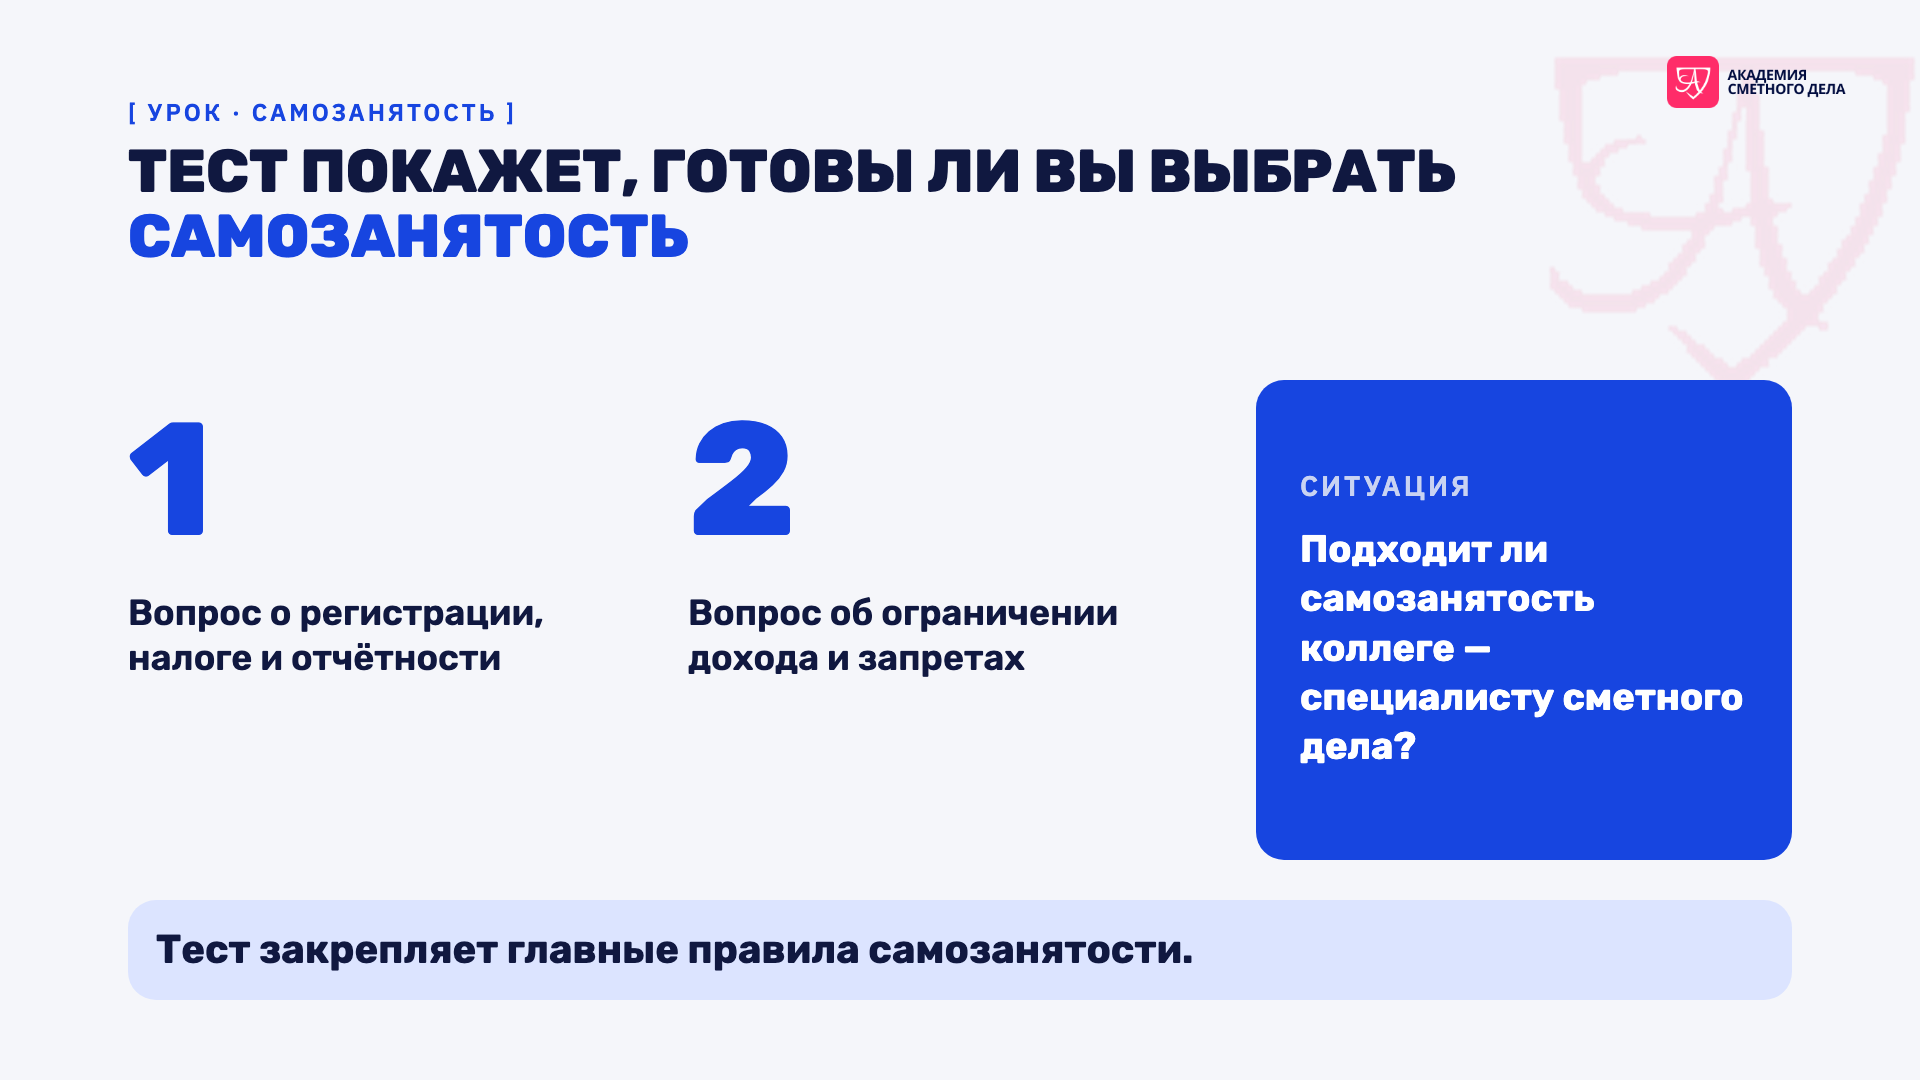 [ УРОК · САМОЗАНЯТОСТЬ ]
АКАДЕМИЯ
СМЕТНОГО ДЕЛА
ТЕСТ ПОКАЖЕТ, ГОТОВЫ ЛИ ВЫ ВЫБРАТЬ
САМОЗАНЯТОСТЬ
1
Вопрос о регистрации,
налоге и отчётности
2
Вопрос об ограничении
дохода и запретах
СИТУАЦИЯ
Подходит ли
самозанятость
коллеге —
специалисту сметного
дела?
Тест закрепляет главные правила самозанятости.